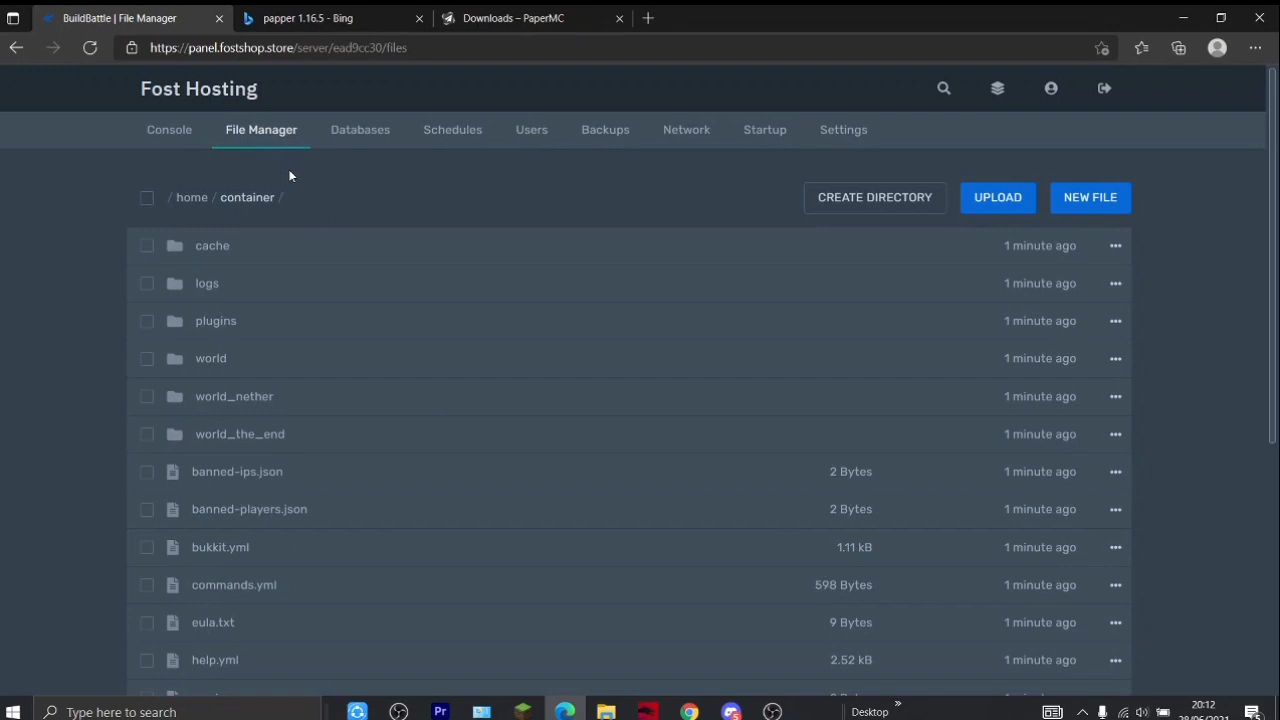 BuildBattle | File Manager
papper 1.16.5 - Bing
Downloads – PaperMC
https://panel.fostshop.store/server/ead9cc30/files
Fost Hosting
Console File Manager Databases Schedules Users Backups Network Startup Settings
/ home / container /
CREATE DIRECTORY UPLOAD NEW FILE
cache 1 minute ago
logs 1 minute ago
plugins 1 minute ago
world 1 minute ago
world_nether 1 minute ago
world_the_end 1 minute ago
banned-ips.json 2 Bytes 1 minute ago
banned-players.json 2 Bytes 1 minute ago
bukkit.yml 1.11 kB 1 minute ago
commands.yml 598 Bytes 1 minute ago
eula.txt 9 Bytes 1 minute ago
help.yml 2.52 kB 1 minute ago
Type here to search
Pr
Desktop
20:12